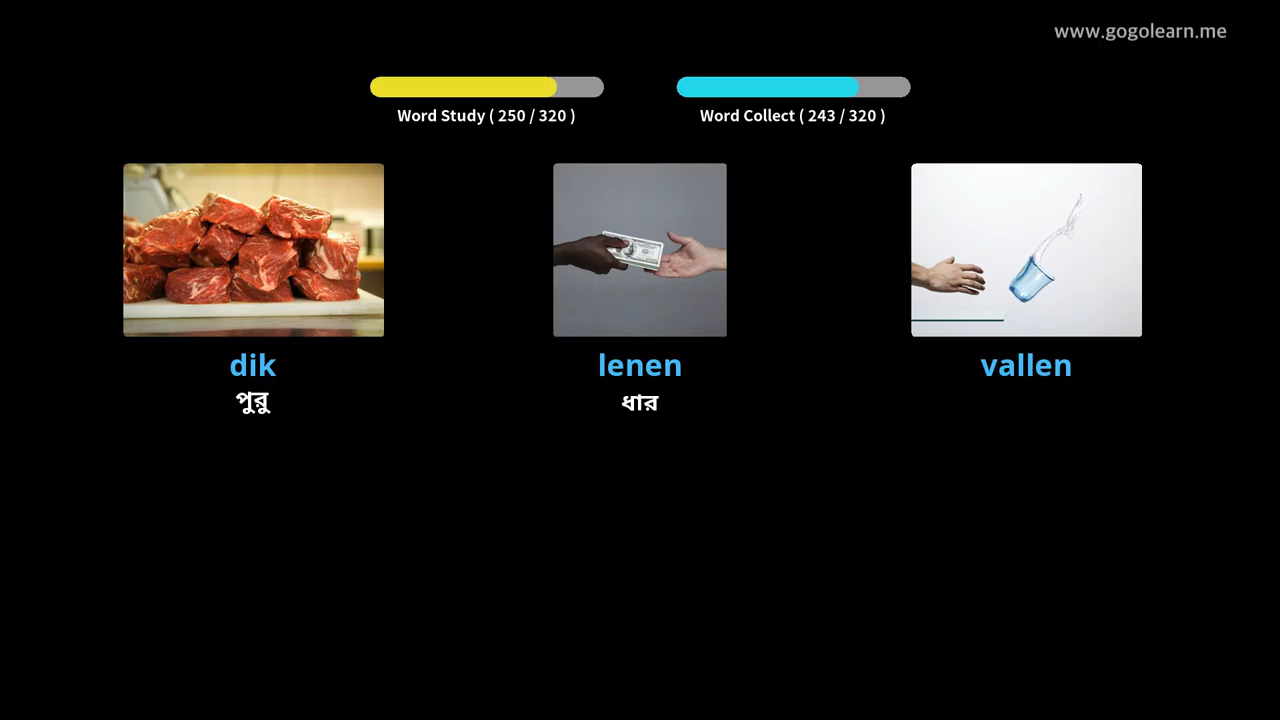 www.gogolearn.me
Word Study ( 250 / 320 )
Word Collect ( 243 / 320 )
dik
lenen
vallen
পুরু
ধার